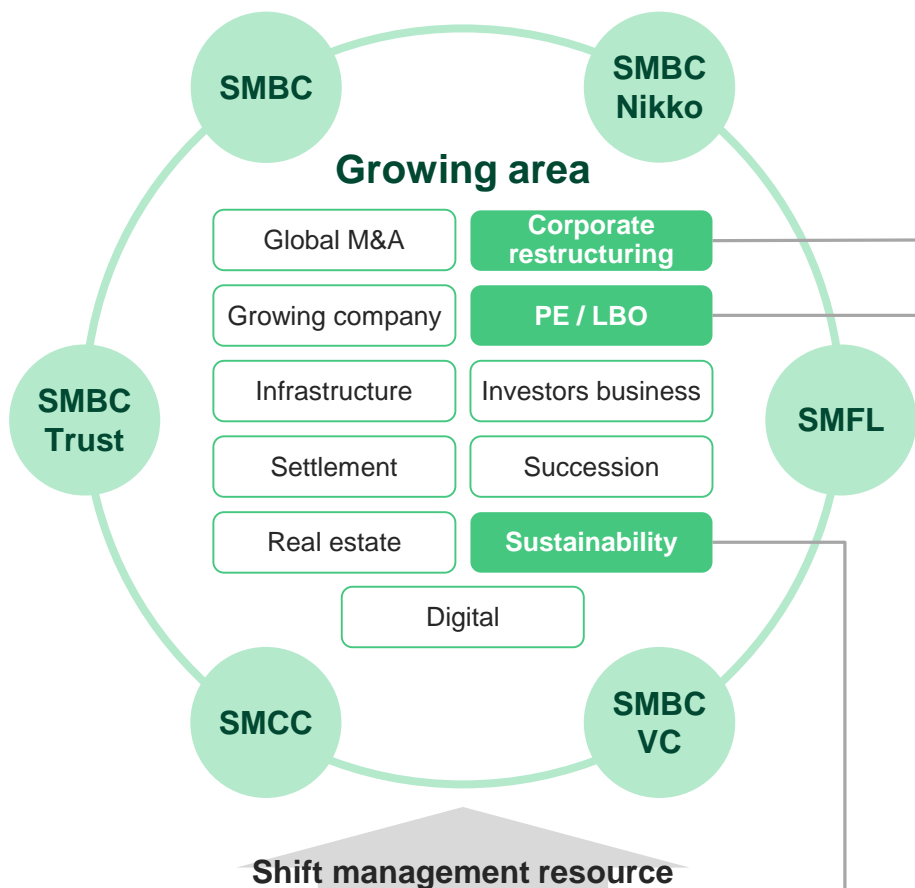 SMBC
SMBC
Nikko
Growing area
Global M&A
Corporate
restructuring
Growing company
PE / LBO
Infrastructure
Investors business
SMBC
Trust
SMFL
Settlement
Succession
Real estate
Sustainability
Digital
SMCC
SMBC
VC
Shift management resource